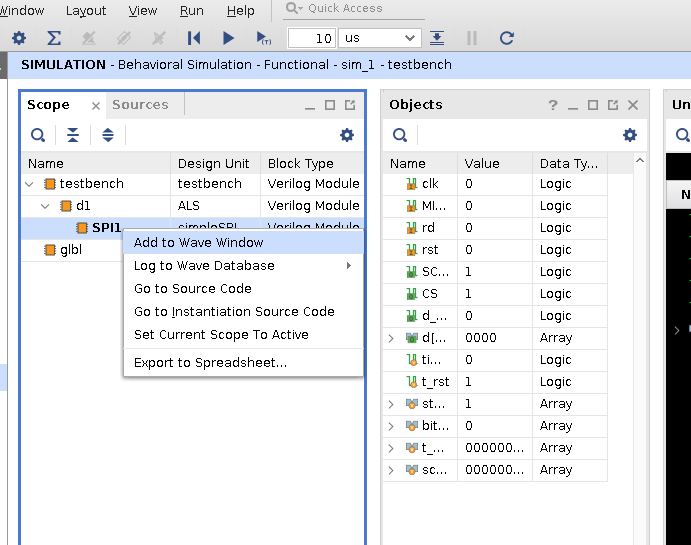 Window Layout View Run Help Quick Access
10 us
SIMULATION - Behavioral Simulation - Functional - sim_1 - testbench
Scope Sources
Name Design Unit Block Type
testbench testbench Verilog Module
d1 ALS Verilog Module
SPI1 simpleSPI Verilog Module
glbl
Add to Wave Window
Log to Wave Database
Go to Source Code
Go to Instantiation Source Code
Set Current Scope To Active
Export to Spreadsheet...
Objects
Name Value Data Ty...
clk 0 Logic
MI... 0 Logic
rd 0 Logic
rst 0 Logic
SC... 1 Logic
CS 1 Logic
d_... 0 Logic
d[... 0000 Array
ti... 0 Logic
t_rst 1 Logic
st... 1 Array
bit... 0 Array
t_... 000000... Array
sc... 000000... Array
Un
N